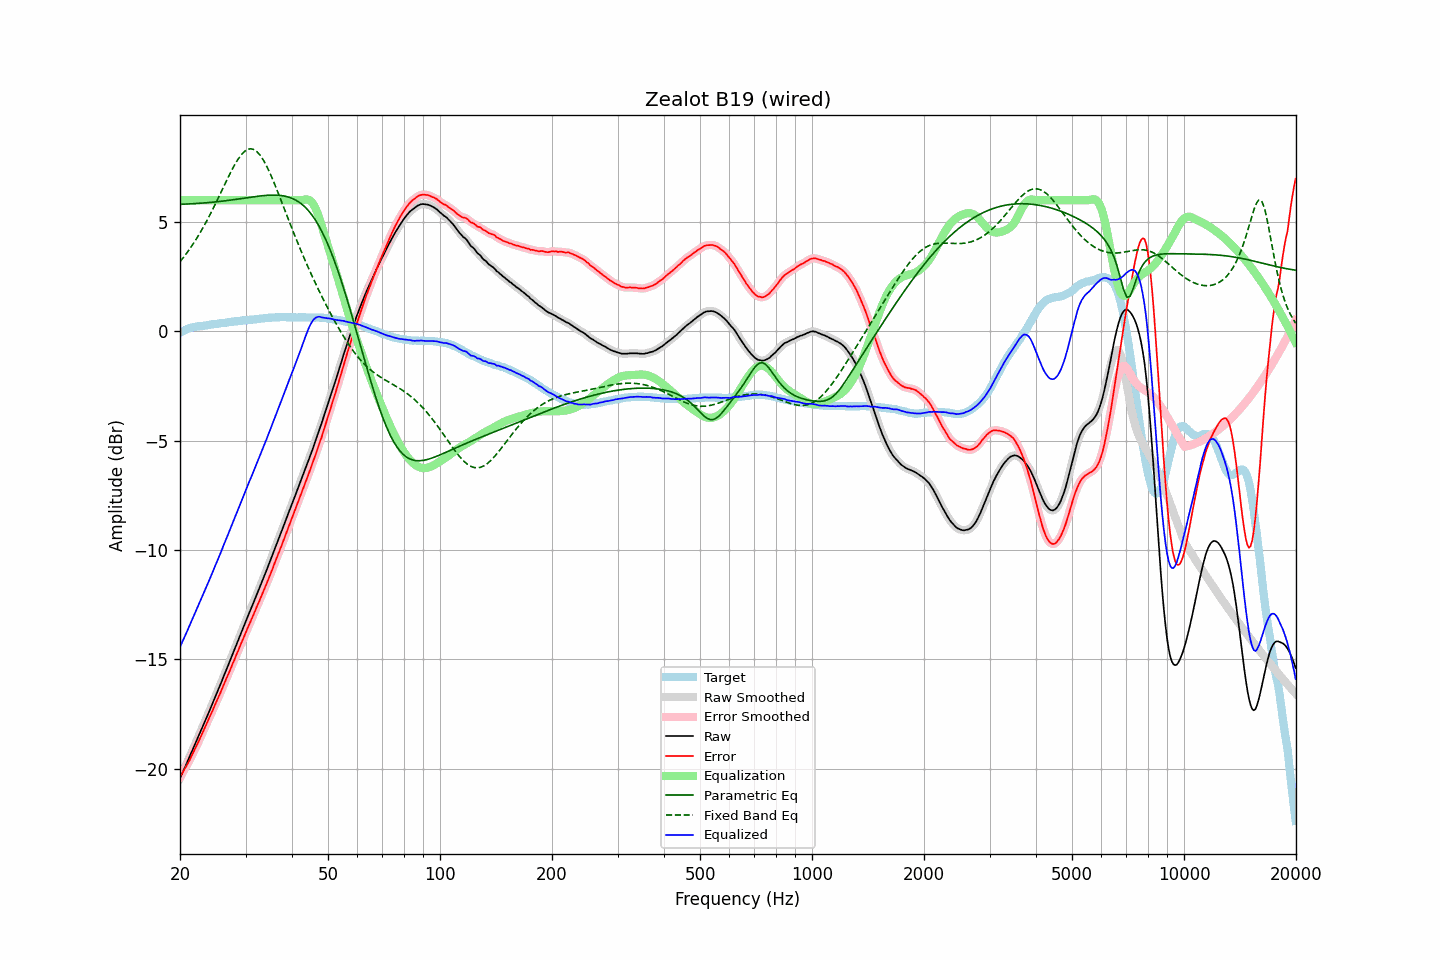 Zealot B19 (wired)
5
0
−5
−10
−15
−20
Amplitude (dBr)
Target
Raw Smoothed
Error Smoothed
Raw
Error
Equalization
Parametric Eq
Fixed Band Eq
Equalized
20 50 100 200 500 1000 2000 5000 10000 20000
Frequency (Hz)